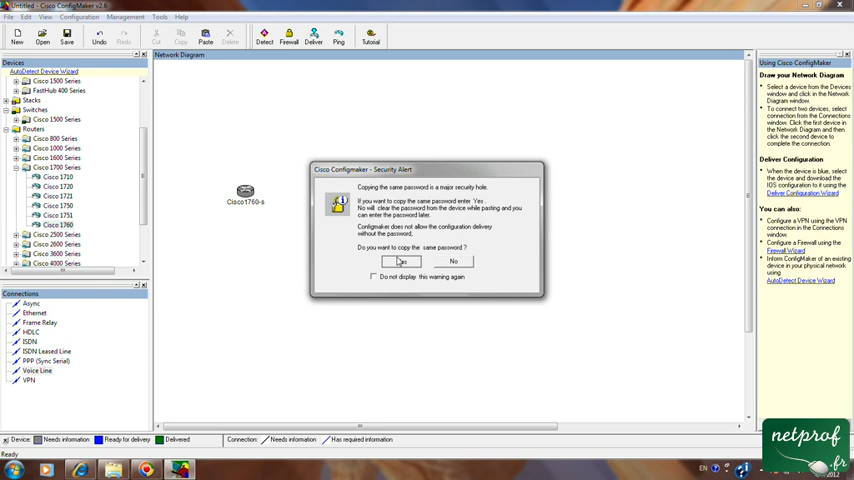 Untitled - Cisco ConfigMaker v2.6
File Edit View Configuration Management Tools Help
New Open Save Undo Redo Cut Copy Paste Delete Detect Firewall Deliver Ping Tutorial
Devices
AutoDetect Device Wizard
Cisco 1500 Series
FastHub 400 Series
Stacks
Switches
Cisco 1500 Series
Routers
Cisco 800 Series
Cisco 1000 Series
Cisco 1600 Series
Cisco 1700 Series
Cisco 1710
Cisco 1720
Cisco 1721
Cisco 1750
Cisco 1751
Cisco 1760
Cisco 2500 Series
Cisco 2600 Series
Cisco 3600 Series
Connections
Async
Ethernet
Frame Relay
HDLC
ISDN
ISDN Leased Line
PPP (Sync Serial)
Voice Line
VPN
Network Diagram
Cisco1760-s
Cisco Configmaker - Security Alert
Copying the same password is a major security hole.
If you want to copy the same password enter Yes .
No will clear the password from the device while pasting and you
can enter the password later.
Configmaker does not allow the configuration delivery
without the password,
Do you want to copy the same password ?
No
Do not display this warning again
Using Cisco ConfigMaker
Draw your Network Diagram
Select a device from the Devices
window and click in the Network
Diagram window.
To connect two devices, select
connection from the Connections
window. Click the first device in
the Network Diagram and then
click the second device to
complete the connection.
Deliver Configuration
When the device is blue, select
the device and download the
IOS configuration to it using the
Deliver Configuration Wizard
You can also:
Configure a VPN using the VPN
connection in the Connections
window.
Configure a Firewall using the
Firewall Wizard
Inform ConfigMaker of an existing
device in your physical network
using:
AutoDetect Device Wizard
Device: Needs information Ready for delivery Delivered Connection: Needs information Has required information
Ready
EN
netprof
.fr